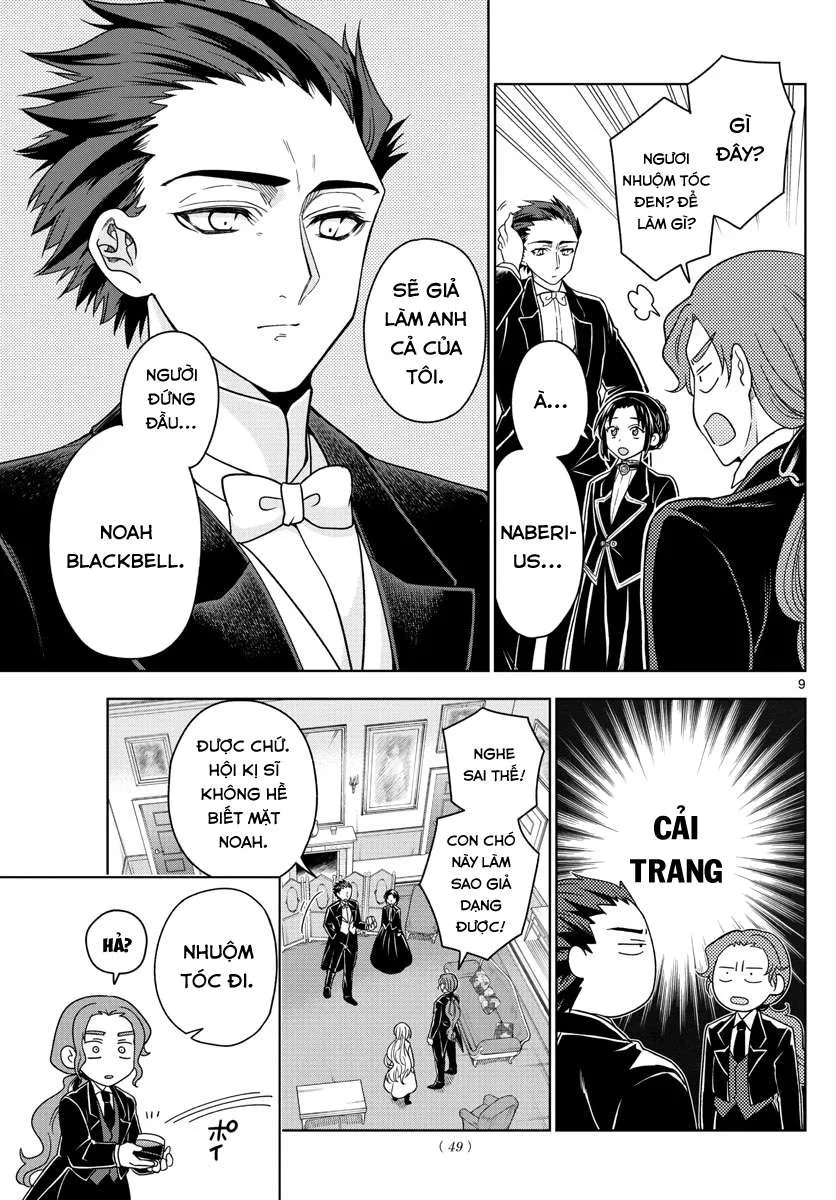 GÌ
ĐÂY?
NGƯƠI
NHUỘM TÓC
ĐEN? ĐỂ
LÀM GÌ?
À...
NABERI-
US...
SẼ GIẢ
LÀM ANH
CẢ CỦA
TÔI.
NGƯỜI
ĐỨNG
ĐẦU...
NOAH
BLACKBELL.
9
CẢI
TRANG
NGHE
SAI THẾ!
CON CHÓ
NÀY LÀM
SAO GIẢ
DẠNG
ĐƯỢC!
ĐƯỢC CHỨ.
HỘI KỊ SĨ
KHÔNG HỀ
BIẾT MẶT
NOAH.
NHUỘM
TÓC ĐI.
HẢ?
ポイ
( 49 )